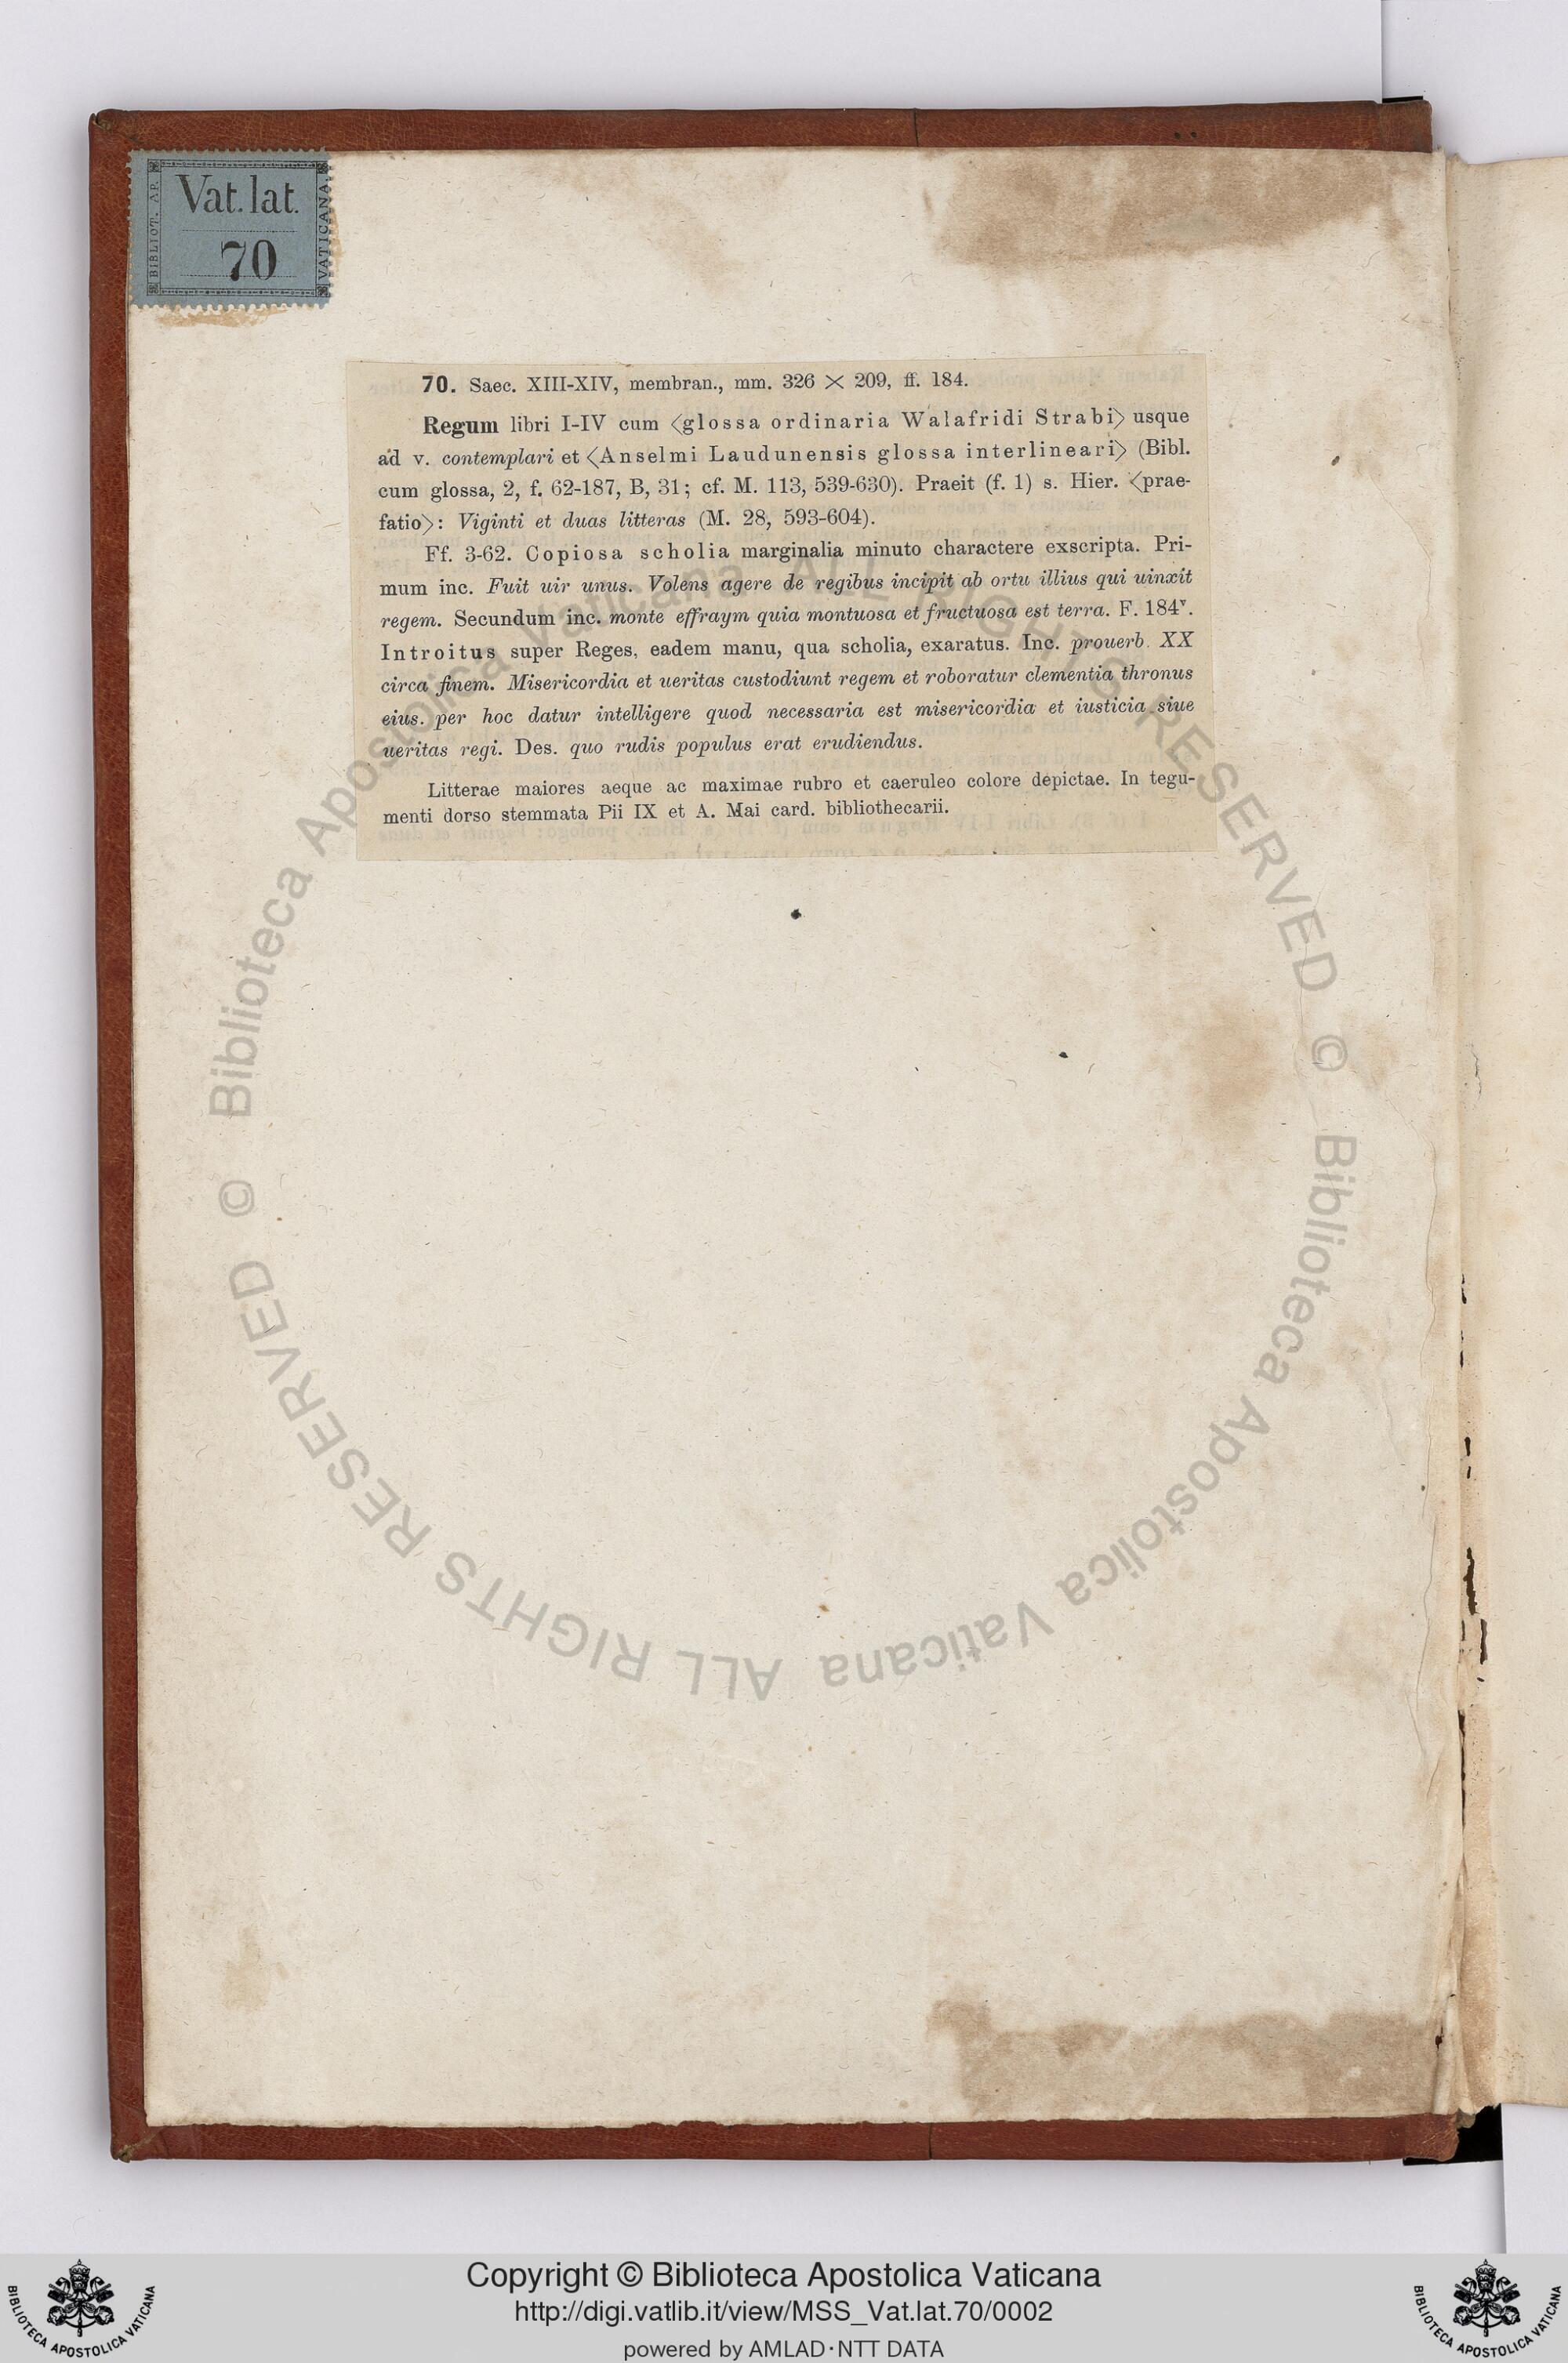 BIBLIOT. AP. VATICANA
Vat. lat.
70
70. Saec. XIII-XIV, membran., mm. 326 × 209, ff. 184.
Regum libri I-IV cum 〈glossa ordinaria Walafridi Strabi〉 usque
ad v. contemplari et 〈Anselmi Laudunensis glossa interlineari〉 (Bibl.
cum glossa, 2, f. 62-187, B, 31; cf. M. 113, 539-630). Praeit (f. 1) s. Hier. 〈prae-
fatio〉: Viginti et duas litteras (M. 28, 593-604).
Ff. 3-62. Copiosa scholia marginalia minuto charactere exscripta. Pri-
mum inc. Fuit uir unus. Volens agere de regibus incipit ab ortu illius qui uinxit
regem. Secundum inc. monte effraym quia montuosa et fructuosa est terra. F. 184ᵛ.
Introitus super Reges, eadem manu, qua scholia, exaratus. Inc. prouerb. XX
circa finem. Misericordia et ueritas custodiunt regem et roboratur clementia thronus
eius. per hoc datur intelligere quod necessaria est misericordia et iusticia siue
ueritas regi. Des. quo rudis populus erat erudiendus.
Litterae maiores aeque ac maximae rubro et caeruleo colore depictae. In tegu-
menti dorso stemmata Pii IX et A. Mai card. bibliothecarii.
© Biblioteca Apostolica Vaticana ALL RIGHTS RESERVED © Biblioteca Apostolica Vaticana ALL RIGHTS RESERVED
Copyright © Biblioteca Apostolica Vaticana
http://digi.vatlib.it/view/MSS_Vat.lat.70/0002
powered by AMLAD·NTT DATA
BIBLIOTECA APOSTOLICA VATICANA
BIBLIOTECA APOSTOLICA VATICANA